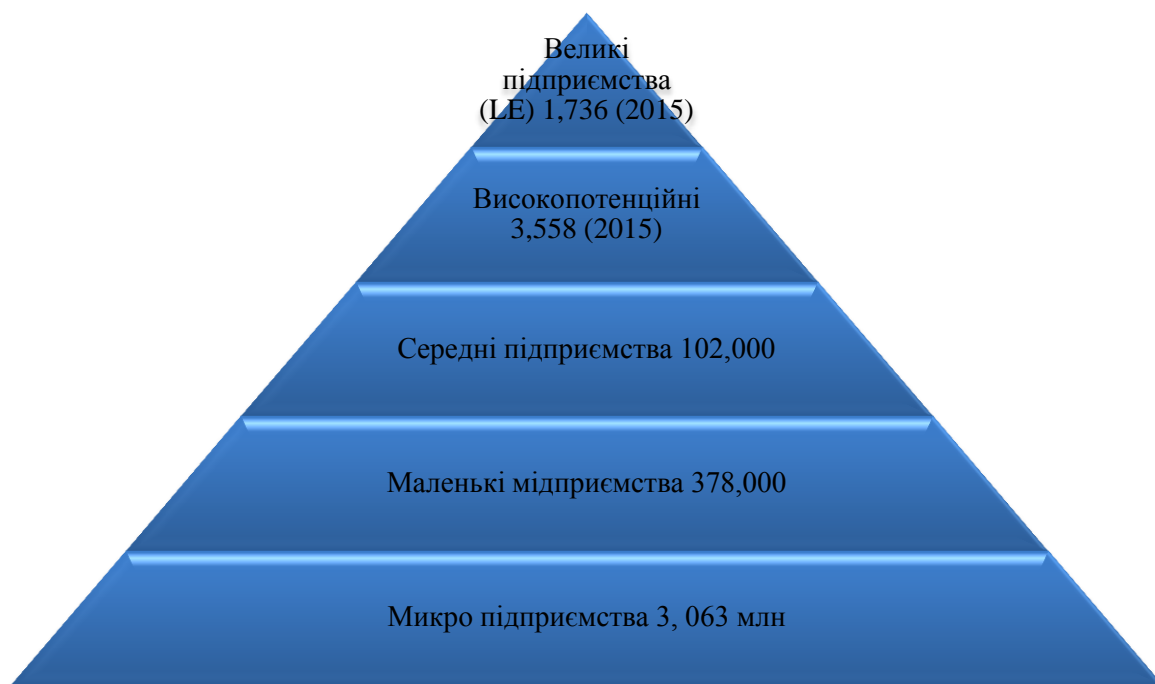 Великі
підприємства
(LE) 1,736 (2015)
Високопотенційні
3,558 (2015)
Середні підприємства 102,000
Маленькі мідприємства 378,000
Микро підприємства 3, 063 млн